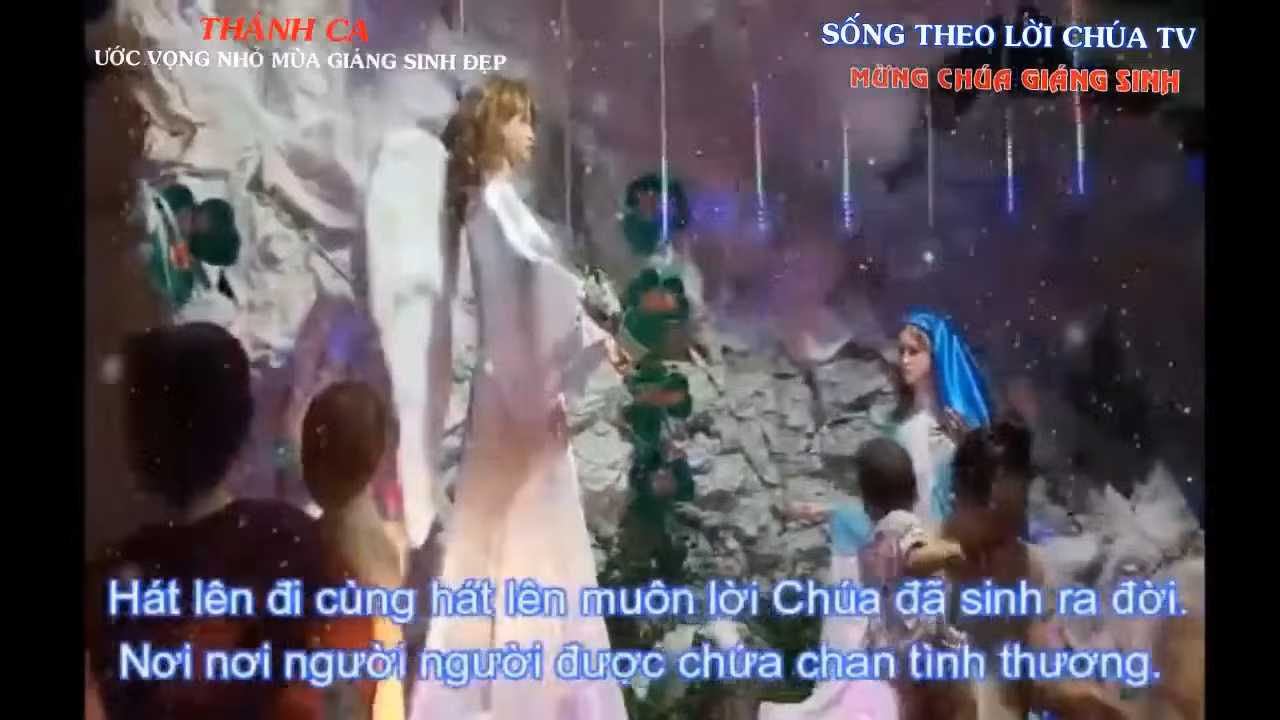 THÁNH CA
ƯỚC VỌNG NHỎ MÙA GIÁNG SINH ĐẸP
SỐNG THEO LỜI CHÚA TV
MỪNG CHÚA GIÁNG SINH
Hát lên đi cùng hát lên muôn lời Chúa đã sinh ra đời.
Nơi nơi người người được chứa chan tình thương.